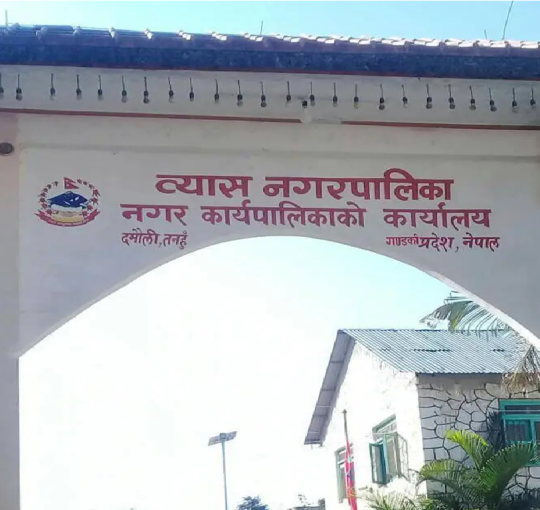 व्यास नगरपालिका
नगर कार्यपालिकाको कार्यालय
दमौली, तनहुँ गण्डकी प्रदेश, नेपाल